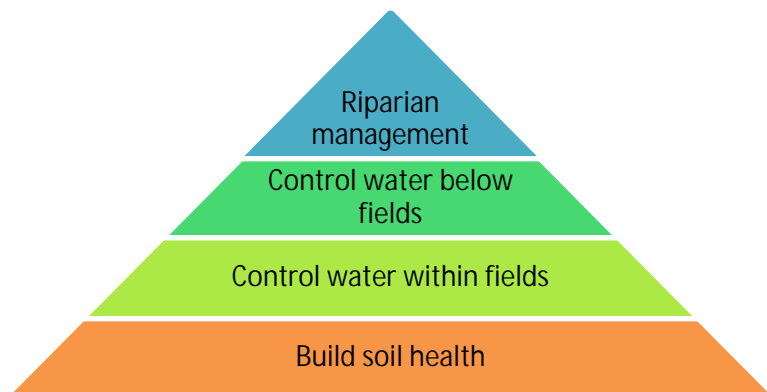 Riparian
management
Control water below
fields
Control water within fields
Build soil health